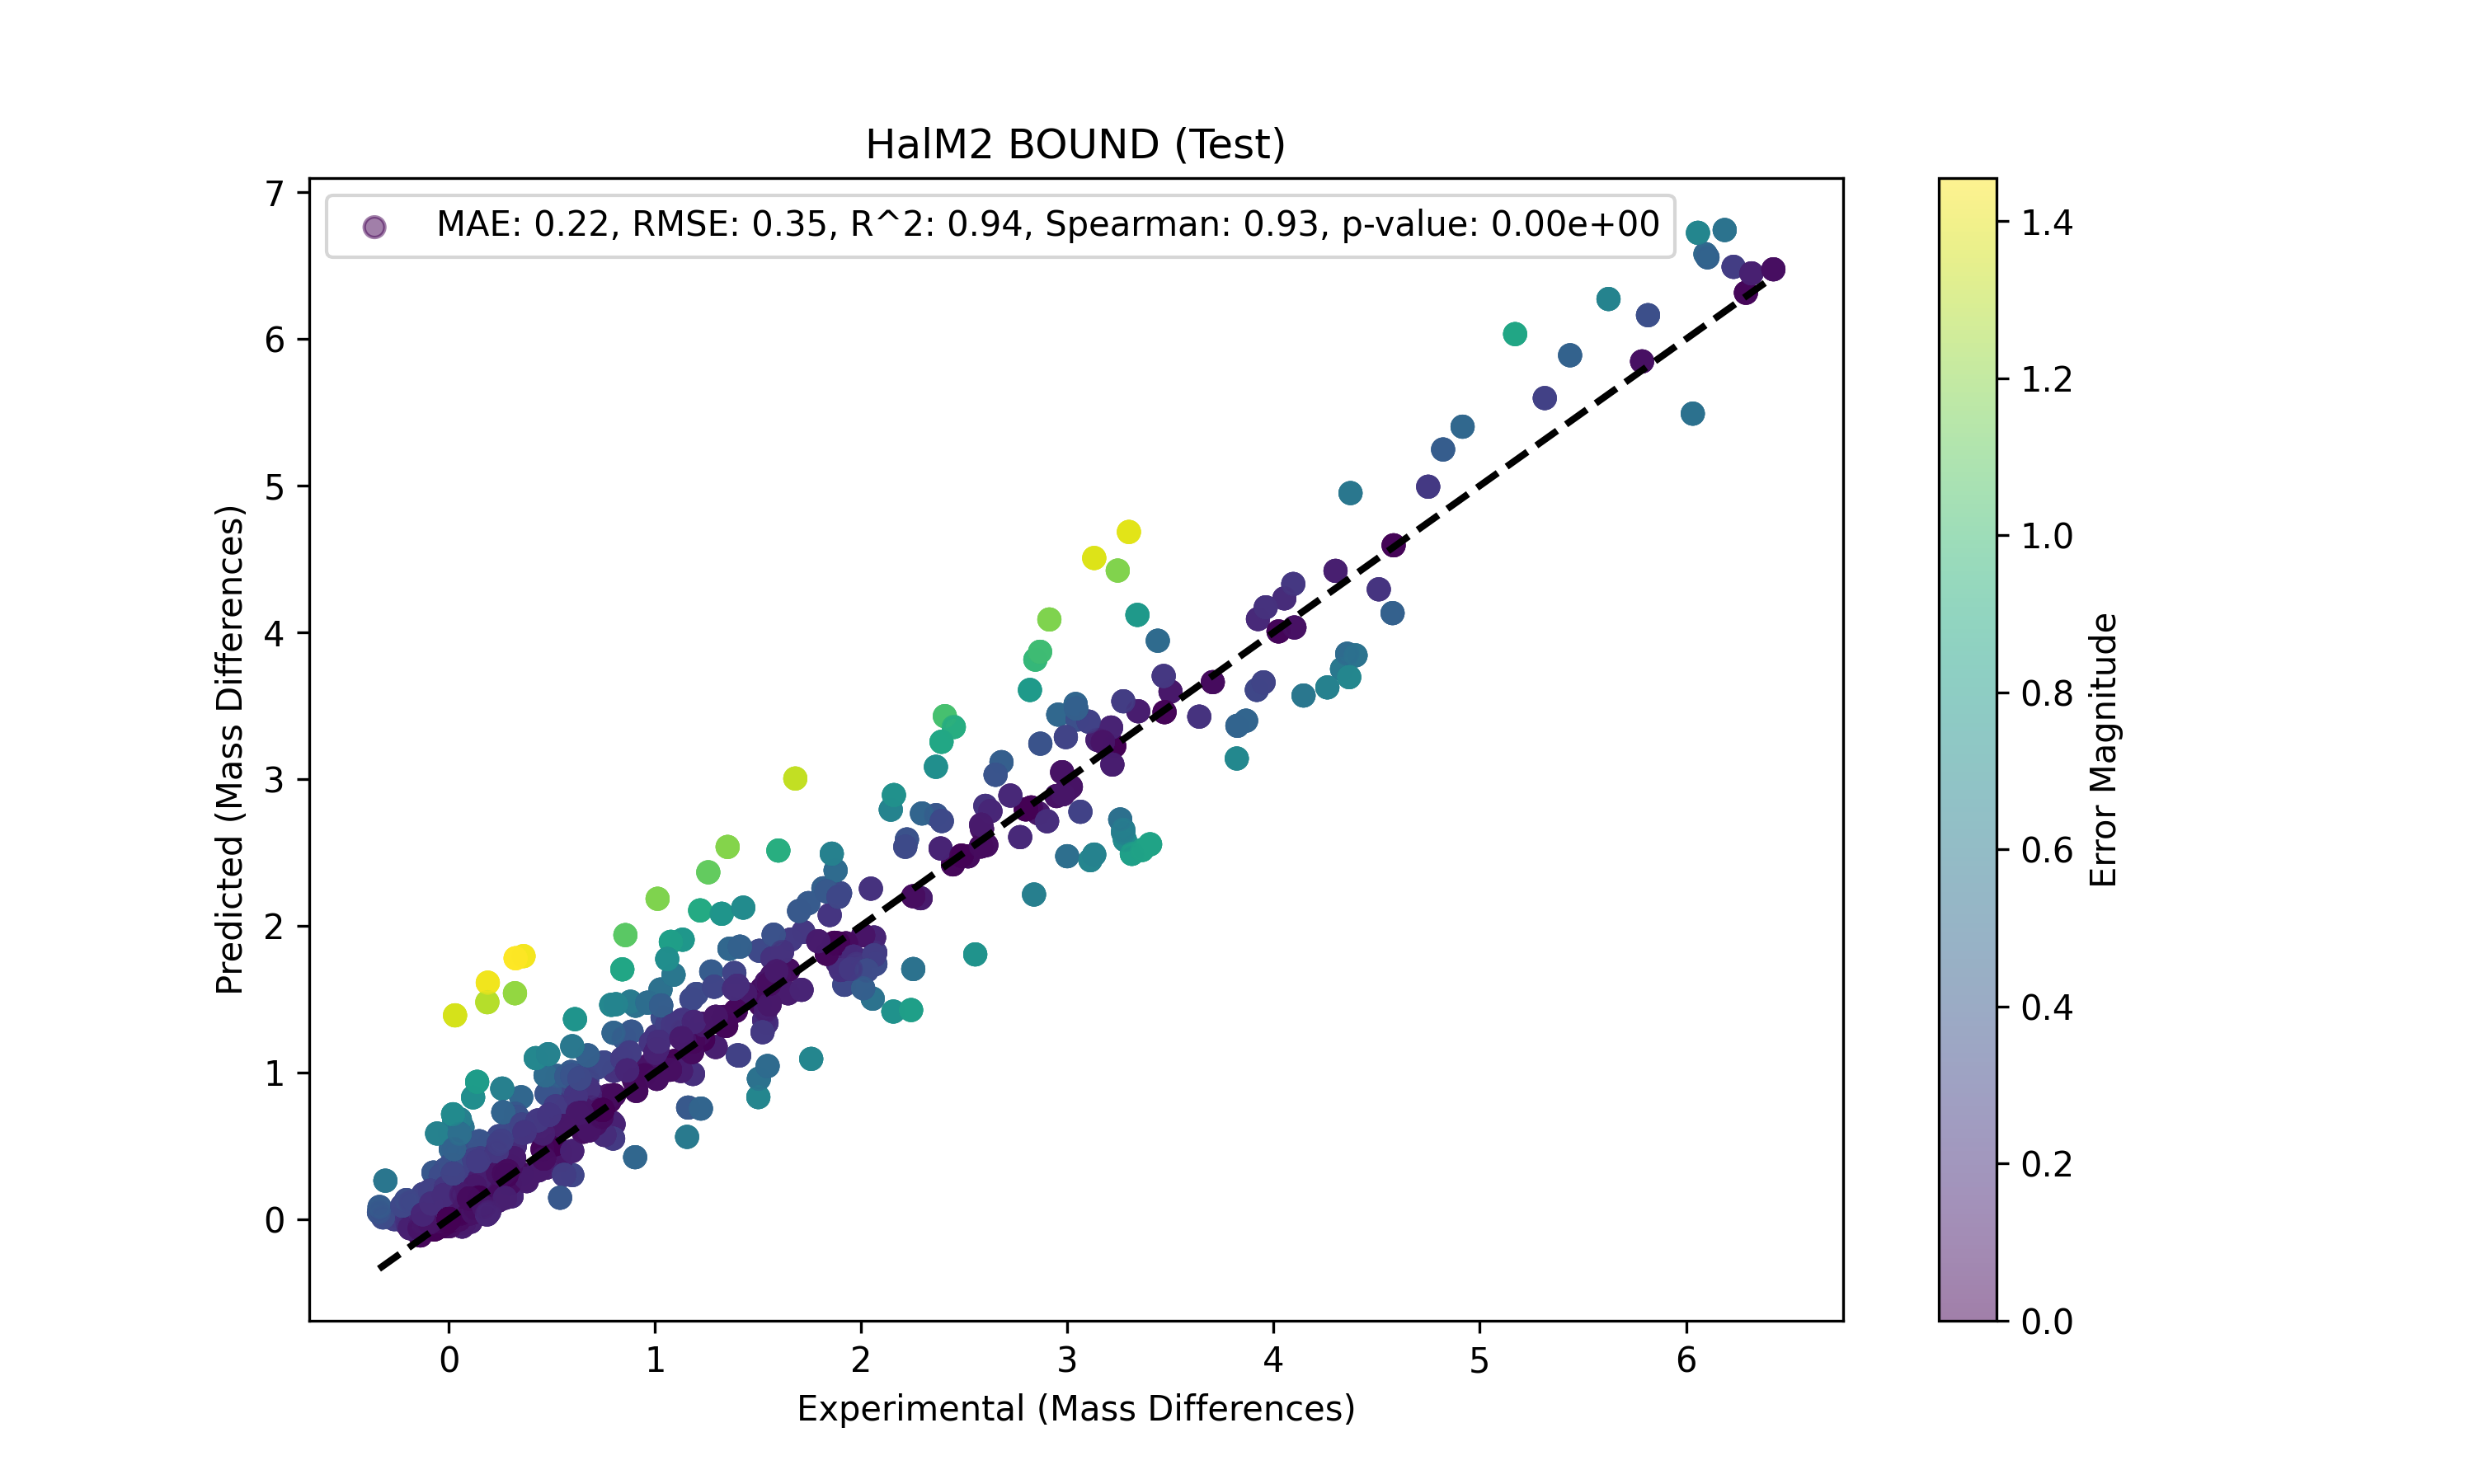 HalM2 BOUND (Test)
MAE: 0.22, RMSE: 0.35, R^2: 0.94, Spearman: 0.93, p-value: 0.00e+00
Predicted (Mass Differences)
7
6
5
4
3
2
1
0
0 1 2 3 4 5 6
Experimental (Mass Differences)
1.4
1.2
1.0
0.8
0.6
0.4
0.2
0.0
Error Magnitude